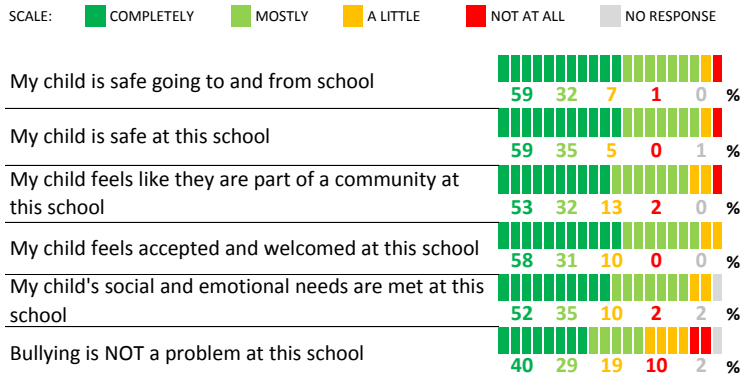 SCALE: COMPLETELY MOSTLY A LITTLE NOT AT ALL NO RESPONSE
My child is safe going to and from school
59 32 7 1 0 %
My child is safe at this school
59 35 5 0 1 %
My child feels like they are part of a community at
this school
53 32 13 2 0 %
My child feels accepted and welcomed at this school
58 31 10 0 0 %
My child's social and emotional needs are met at this
school
52 35 10 2 2 %
Bullying is NOT a problem at this school
40 29 19 10 2 %